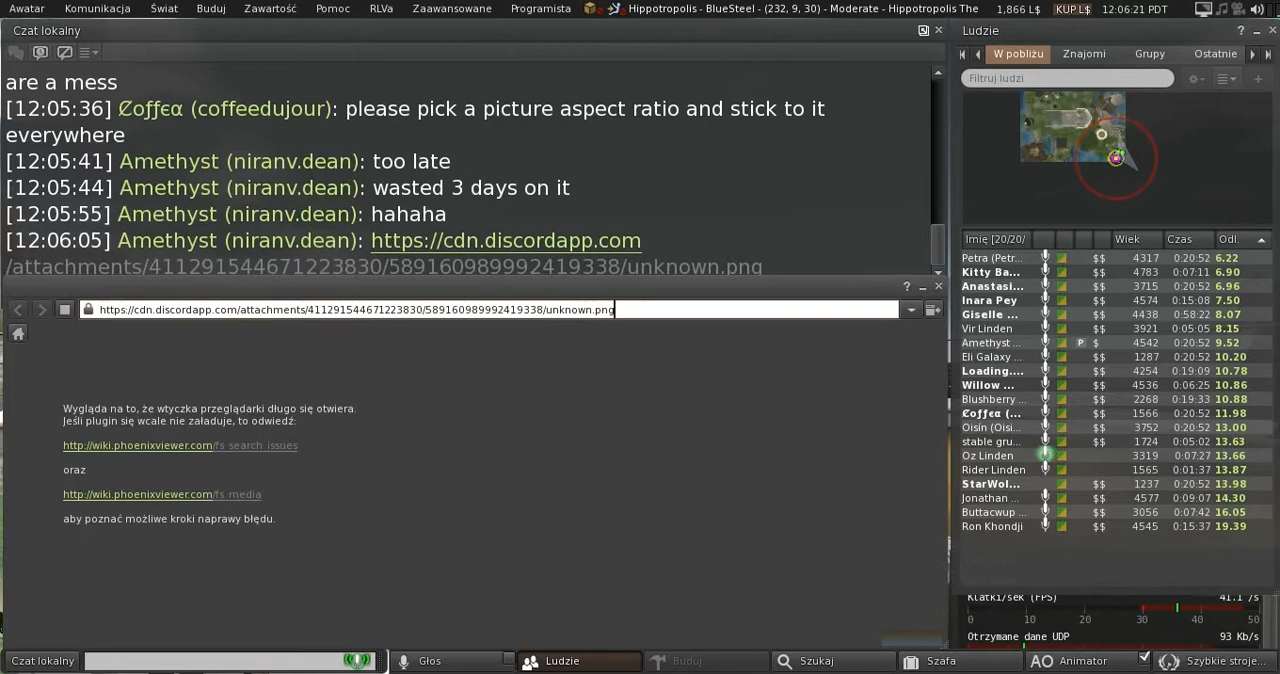 Awatar Komunikacja Świat Buduj Zawartość Pomoc RLVa Zaawansowane Programista Hippotropolis - BlueSteel - (232, 9, 30) - Moderate - Hippotropolis The 1,866 L$ KUP L$ 12:06:21 PDT
Czat lokalny
are a mess
[12:05:36] Ȼoƒƒєα (coffeedujour): please pick a picture aspect ratio and stick to it
everywhere
[12:05:41] Amethyst (niranv.dean): too late
[12:05:44] Amethyst (niranv.dean): wasted 3 days on it
[12:05:55] Amethyst (niranv.dean): hahaha
[12:06:05] Amethyst (niranv.dean): https://cdn.discordapp.com
/attachments/411291544671223830/589160989992419338/unknown.png
https://cdn.discordapp.com/attachments/411291544671223830/589160989992419338/unknown.png
Wygląda na to, że wtyczka przeglądarki długo się otwiera.
Jeśli plugin się wcale nie załaduje, to odwiedź:
http://wiki.phoenixviewer.com/fs_search_issues
oraz
http://wiki.phoenixviewer.com/fs_media
aby poznać możliwe kroki naprawy błędu.
Ludzie
W pobliżu Znajomi Grupy Ostatnie
Filtruj ludzi
Imię [20/20/ Wiek Czas Odl.
Petra (Petr... $$ 4317 0:20:52 6.22
Kitty Ba... $$ 4783 0:07:11 6.90
Anastasi... $$ 3715 0:20:52 6.96
Inara Pey $$ 4574 0:15:08 7.50
Giselle ... $$ 4438 0:58:22 8.07
Vir Linden $$ 3921 0:05:05 8.15
Amethyst ... P $ 4542 0:20:52 9.52
Eli Galaxy ... $$ 1287 0:20:52 10.20
Loading.... $$ 4254 0:19:09 10.78
Willow ... $$ 4536 0:06:25 10.86
Blushberry ... $$ 2268 0:19:33 10.88
Ȼoƒƒєα (... $$ 1566 0:20:52 11.98
Oisín (Oisi... $$ 3752 0:20:52 13.00
stable gru... $$ 1724 0:05:02 13.63
Oz Linden 3319 0:07:27 13.66
Rider Linden 1565 0:01:37 13.87
StarWol... $$ 1237 0:20:52 13.98
Jonathan ... $$ 4577 0:09:07 14.30
Buttacwup ... $$ 3056 0:07:42 16.05
Ron Khondji $$ 4545 0:15:37 19.39
Klatki/sek (FPS) 41.1 /s
0 10 20 30 40 50
Otrzymane dane UDP 93 Kb/s
Czat lokalny Głos Ludzie Buduj Szukaj Szafa AO Animator Szybkie stroje...